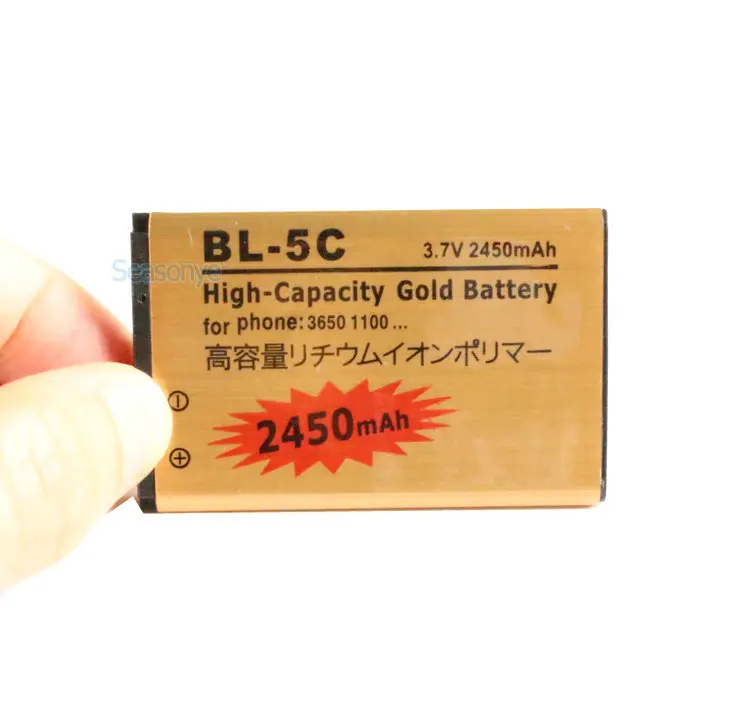 BL-5C
3.7V 2450mAh
Seasonye
High-Capacity Gold Battery
for phone: 3650 1100 ...
高容量リチウムイオンポリマー
2450mAh